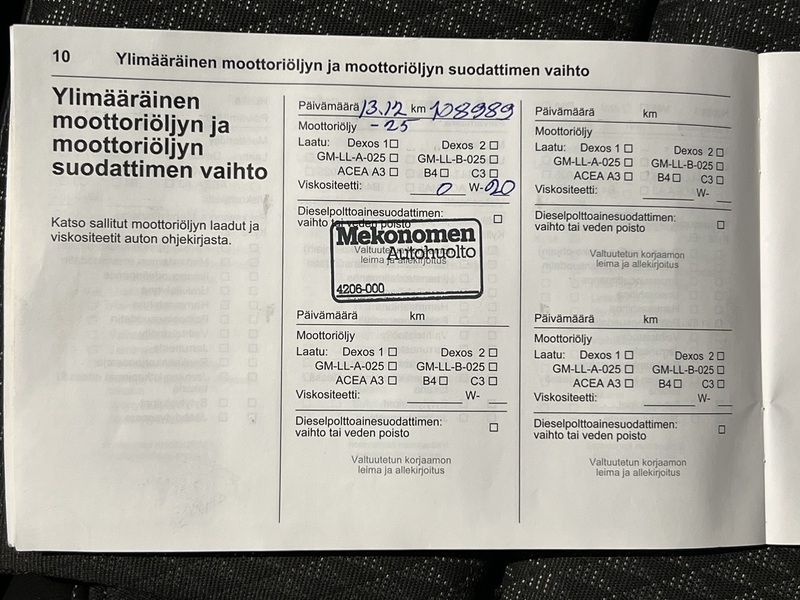 10 Ylimääräinen moottoriöljyn ja moottoriöljyn suodattimen vaihto
Ylimääräinen
moottoriöljyn ja
moottoriöljyn
suodattimen vaihto
Katso sallitut moottoriöljyn laadut ja
viskositeetit auton ohjekirjasta.
Päivämäärä 13.12 km 108989
Moottoriöljy -25
Laatu: Dexos 1 Dexos 2
GM-LL-A-025 GM-LL-B-025
ACEA A3 B4 C3
Viskositeetti: 0 W-20
Dieselpolttoainesuodattimen:
vaihto tai veden poisto
Mekonomen
Autohuolto
Valtuutetun korjaamon
leima ja allekirjoitus
4206-000
Päivämäärä km
Moottoriöljy
Laatu: Dexos 1 Dexos 2
GM-LL-A-025 GM-LL-B-025
ACEA A3 B4 C3
Viskositeetti: W-
Dieselpolttoainesuodattimen:
vaihto tai veden poisto
Valtuutetun korjaamon
leima ja allekirjoitus
Päivämäärä km
Moottoriöljy
Laatu: Dexos 1 Dexos 2
GM-LL-A-025 GM-LL-B-025
ACEA A3 B4 C3
Viskositeetti: W-
Dieselpolttoainesuodattimen:
vaihto tai veden poisto
Valtuutetun korjaamon
leima ja allekirjoitus
Päivämäärä km
Moottoriöljy
Laatu: Dexos 1 Dexos 2
GM-LL-A-025 GM-LL-B-025
ACEA A3 B4 C3
Viskositeetti: W-
Dieselpolttoainesuodattimen:
vaihto tai veden poisto
Valtuutetun korjaamon
leima ja allekirjoitus